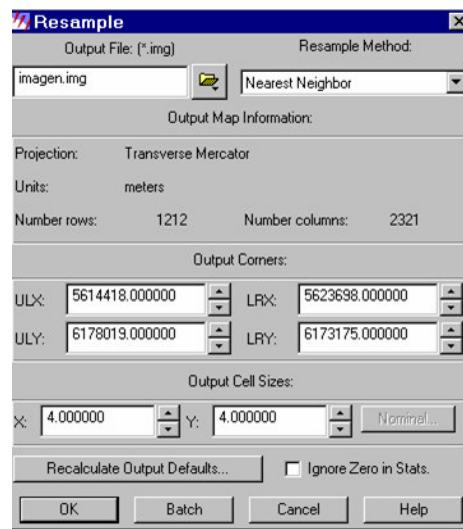 Resample
Output File: (*.img)
Resample Method:
imagen.img
Nearest Neighbor
Output Map Information:
Projection: Transverse Mercator
Units: meters
Number rows: 1212 Number columns: 2321
Output Corners:
ULX: 5614418.000000 LRX: 5623698.000000
ULY: 6178019.000000 LRY: 6173175.000000
Output Cell Sizes:
X: 4.000000 Y: 4.000000 Nominal...
Recalculate Output Defaults... Ignore Zero in Stats.
OK Batch Cancel Help